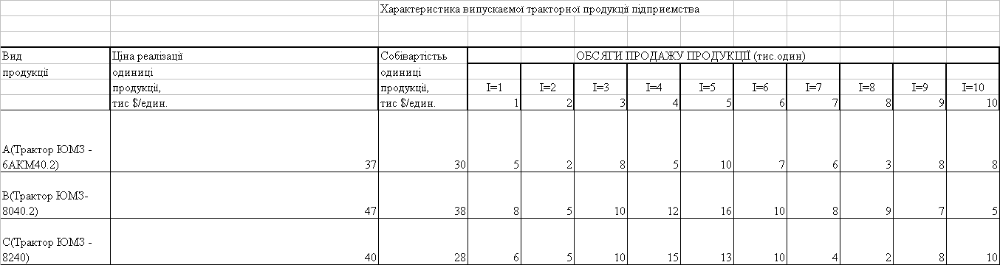 Характеристика випускаємої тракторної продукції підприємства
Вид Ціна реалізації Собівартістьь ОБСЯГИ ПРОДАЖУ ПРОДУКЦІЇ (тис.один)
продукції одиниці одиниці
продукції, продукції, I=1 I=2 I=3 I=4 I=5 I=6 I=7 I=8 I=9 I=10
тис $/един. тис $/един. 1 2 3 4 5 6 7 8 9 10
А(Трактор ЮМЗ -
6АКМ40.2) 37 30 5 2 8 5 10 7 6 3 8 8
В(Трактор ЮМЗ-
8040.2) 47 38 8 5 10 12 16 10 8 9 7 5
С(Трактор ЮМЗ -
8240) 40 28 6 5 10 15 13 10 4 2 8 10